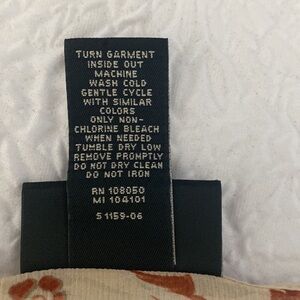 TURN GARMENT
INSIDE OUT
MACHINE
WASH COLD
GENTLE CYCLE
WITH SIMILAR
COLORS
ONLY NON-
CHLORINE BLEACH
WHEN NEEDED
TUMBLE DRY LOW
REMOVE PROMPTLY
DO NOT DRY CLEAN
DO NOT IRON
RN 108050
MI 104101
51159-06